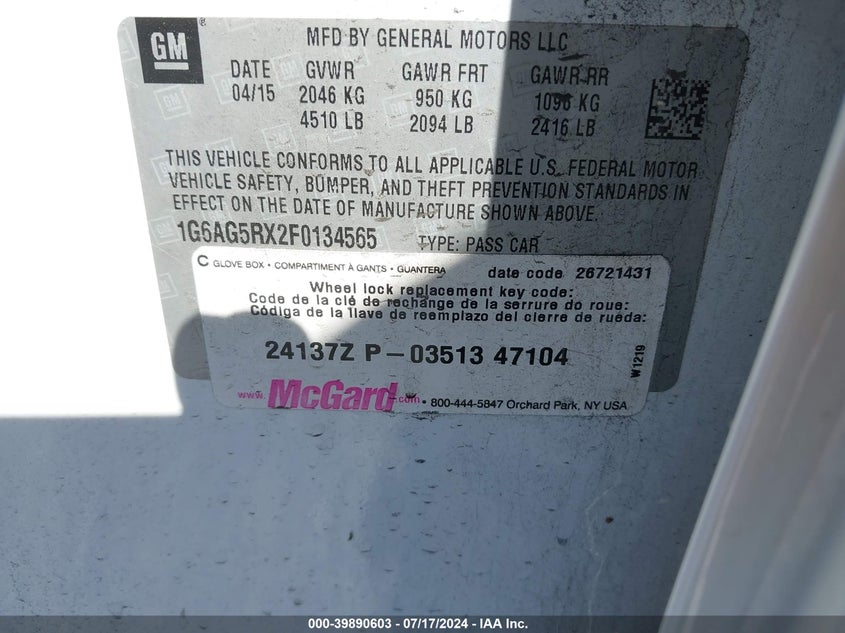 GM
MFD BY GENERAL MOTORS LLC
DATE GVWR GAWR FRT GAWR RR
04/15 2046 KG 950 KG 1096 KG
4510 LB 2094 LB 2416 LB
THIS VEHICLE CONFORMS TO ALL APPLICABLE U.S. FEDERAL MOTOR
VEHICLE SAFETY, BUMPER, AND THEFT PREVENTION STANDARDS IN
EFFECT ON THE DATE OF MANUFACTURE SHOWN ABOVE.
1G6AG5RX2F0134565 TYPE: PASS CAR
C GLOVE BOX • COMPARTIMENT À GANTS • GUANTERA date code 26721431
Wheel lock replacement key code:
Code de la clé de rechange de la serrure do roue:
Códiga de la llave de reemplazo del cierre de rueda:
24137Z P-03513 47104
W1219
www.McGard.com • 800-444-5847 Orchard Park, NY USA
000-39890603 - 07/17/2024 - IAA Inc.